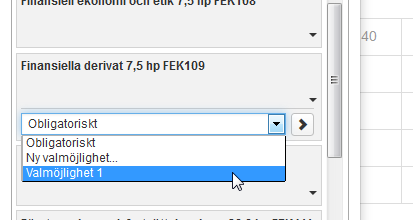 Finansiell ekonomi och etik 7,5 hp FEK108
40
Finansiella derivat 7,5 hp FEK109
Obligatoriskt
Obligatoriskt
Ny valmöjlighet...
Valmöjlighet 1